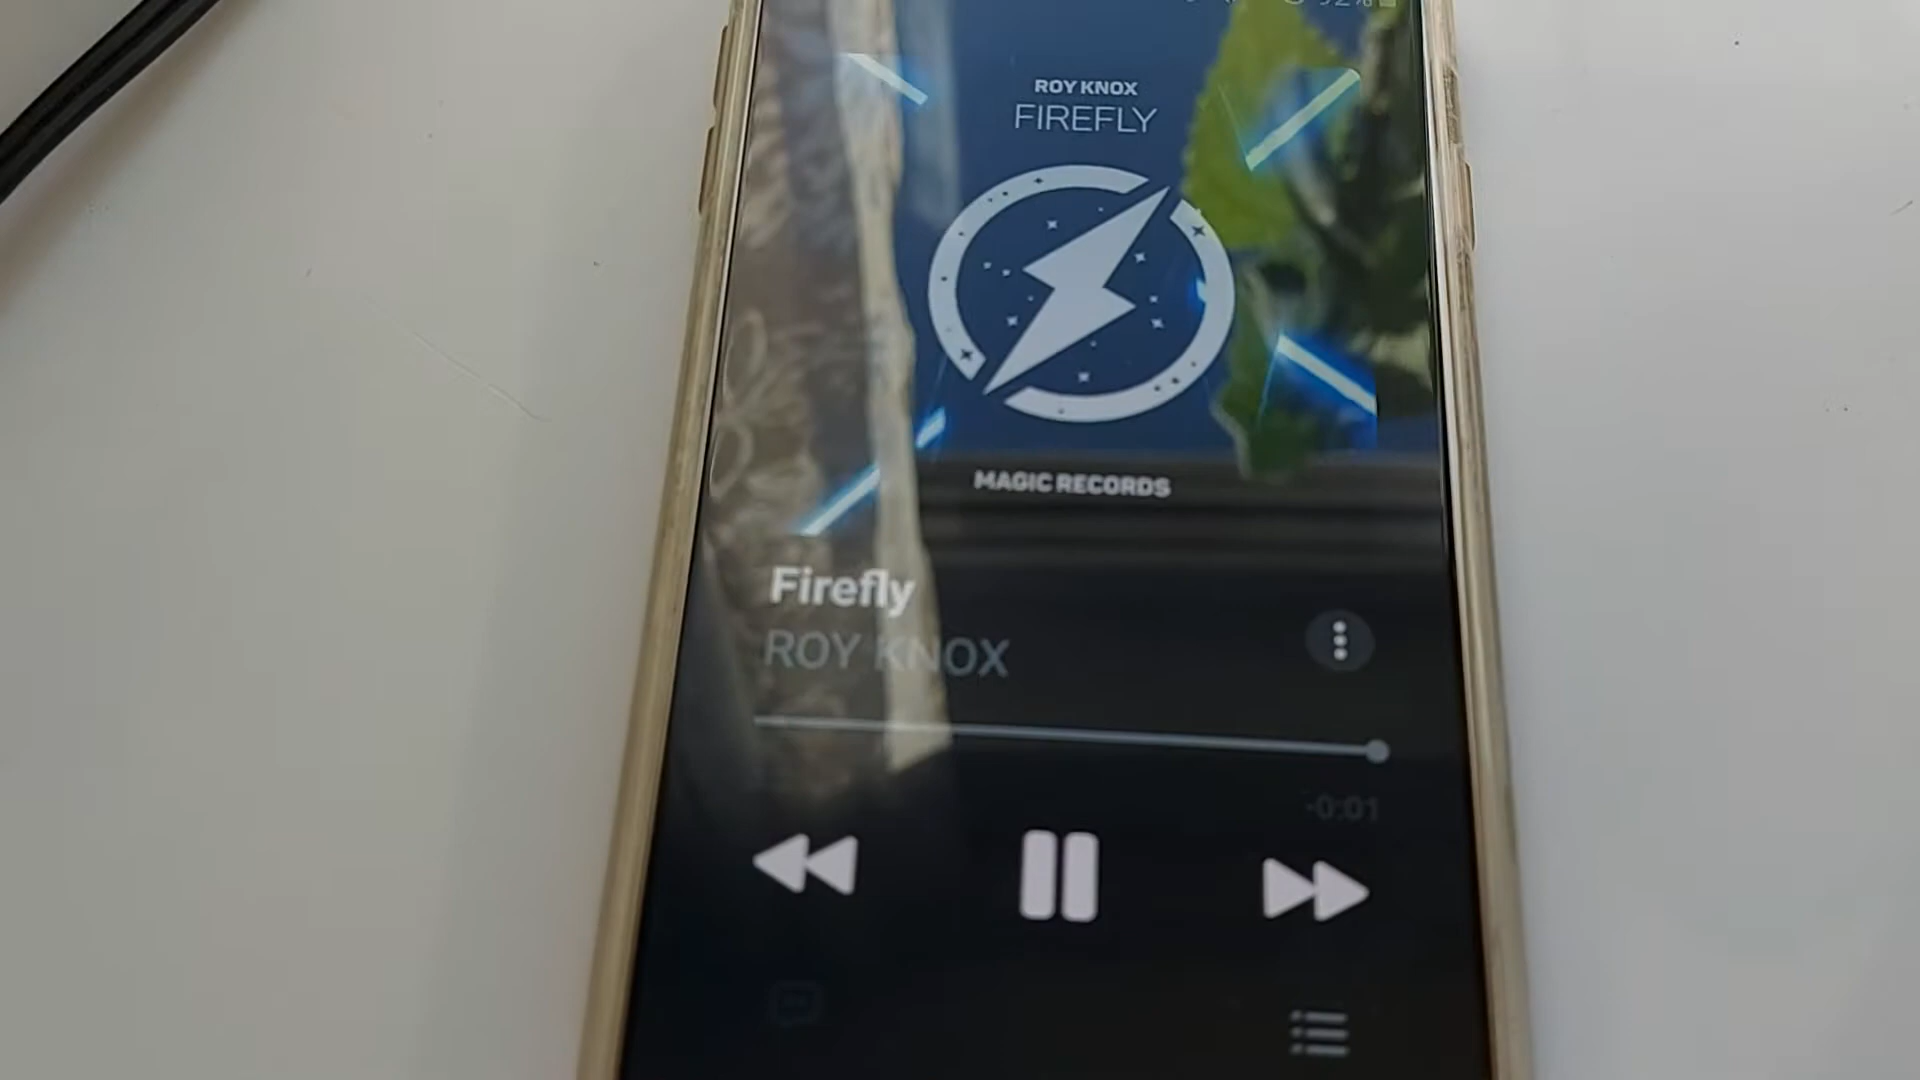 ROY KNOX
FIREFLY
MAGIC RECORDS
Firefly
ROY KNOX
-0:01